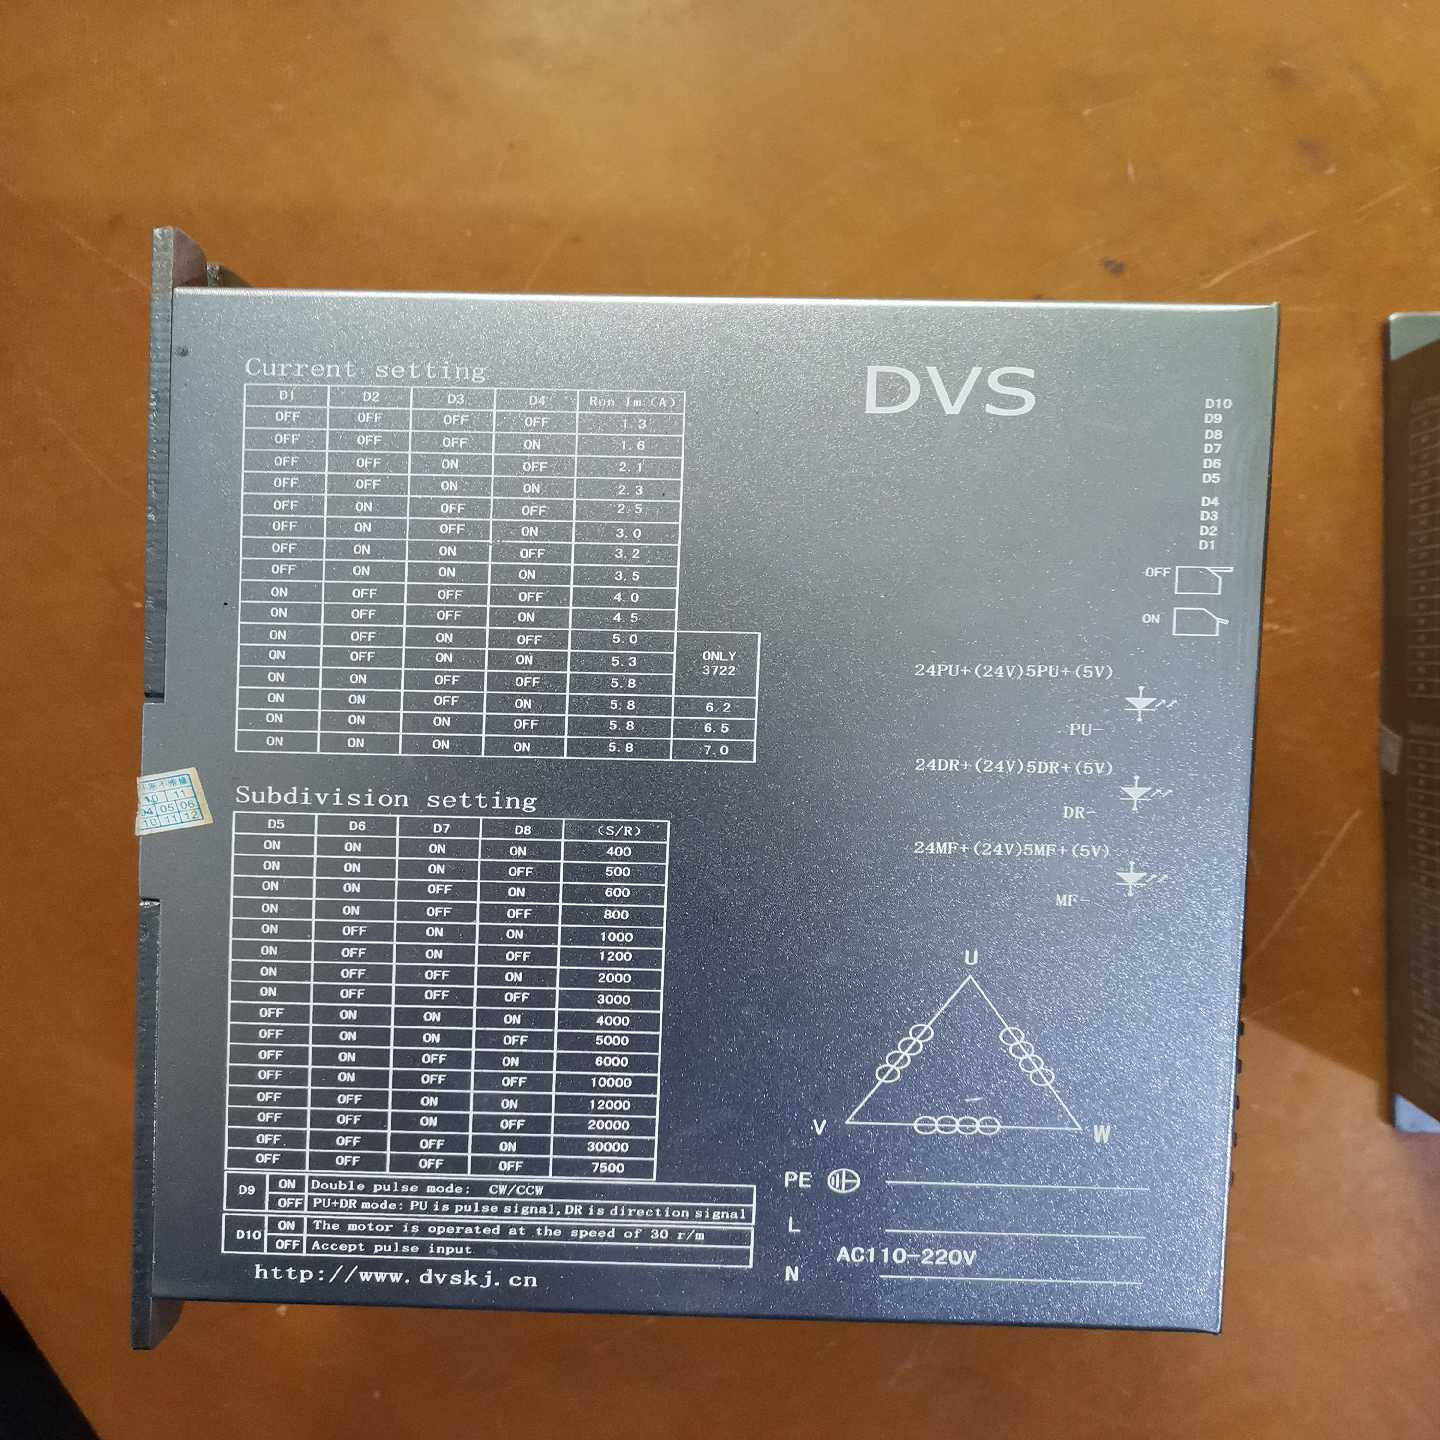 Current setting
D1 D2 D3 D4 Run Im (A)
OFF OFF OFF OFF 1.3
OFF OFF OFF ON 1.6
OFF OFF ON OFF 2.1
OFF OFF ON ON 2.3
OFF ON OFF OFF 2.5
OFF ON OFF ON 3.0
OFF ON ON OFF 3.2
OFF ON ON ON 3.5
ON OFF OFF OFF 4.0
ON OFF OFF ON 4.5
ON OFF ON OFF 5.0
ON OFF ON ON 5.3
ON ON OFF OFF 5.8
ONLY
3722
ON ON OFF ON 5.8 6.2
ON ON ON OFF 5.8 6.5
ON ON ON ON 5.8 7.0
Subdivision setting
D5 D6 D7 D8 (S/R)
ON ON ON ON 400
ON ON ON OFF 500
ON ON OFF ON 600
ON ON OFF OFF 800
ON OFF ON ON 1000
ON OFF ON OFF 1200
ON OFF OFF ON 2000
ON OFF OFF OFF 3000
OFF ON ON ON 4000
OFF ON ON OFF 5000
OFF ON OFF ON 6000
OFF ON OFF OFF 10000
OFF OFF ON ON 12000
OFF OFF ON OFF 20000
OFF OFF OFF ON 30000
OFF OFF OFF OFF 7500
D9 ON Double pulse mode: CW/CCW
OFF PU+DR mode: PU is pulse signal, DR is direction signal
D10 ON The motor is operated at the speed of 30 r/m
OFF Accept pulse input
http://www.dvskj.cn
DVS
D10
D9
D8
D7
D6
D5
D4
D3
D2
D1
OFF
ON
24PU+(24V)5PU+(5V)
PU-
24DR+(24V)5DR+(5V)
DR-
24MF+(24V)5MF+(5V)
MF-
U
V W
PE
L
AC110-220V
N
10 11
04 05 06
10 11 12